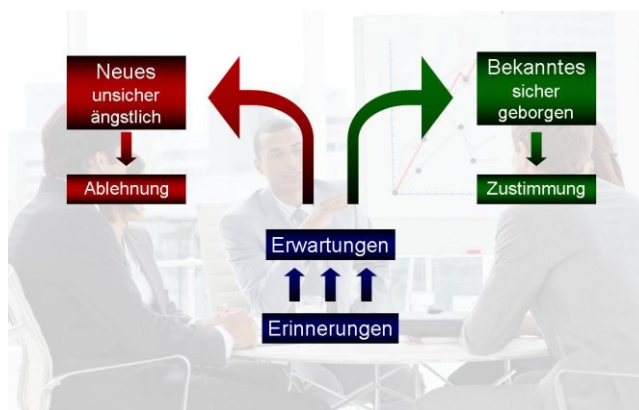 Neues
unsicher
ängstlich
Ablehnung
Bekanntes
sicher
geborgen
Zustimmung
Erwartungen
Erinnerungen